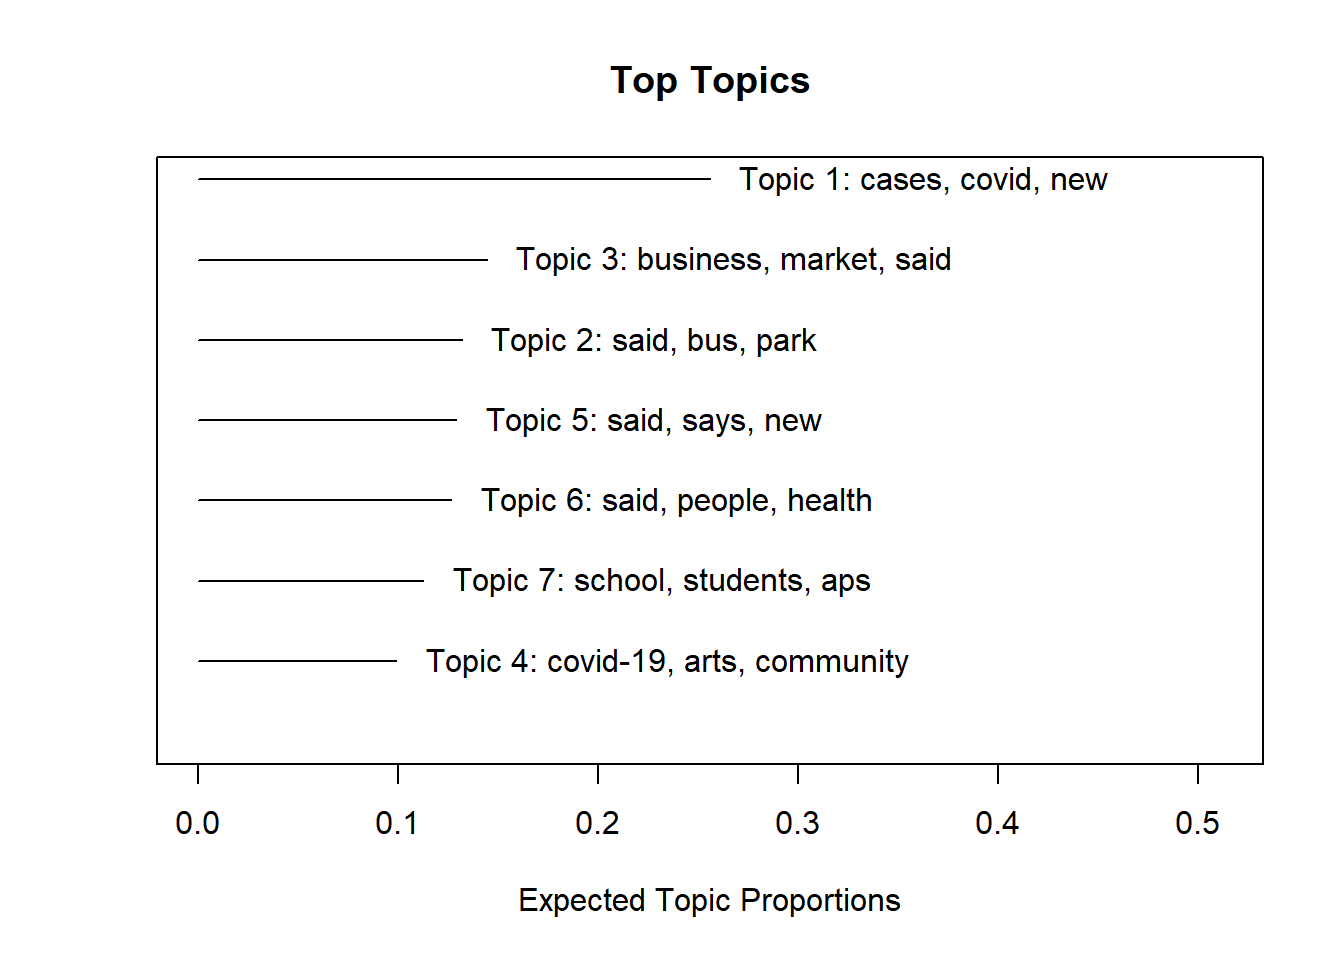 Top Topics
Topic 1: cases, covid, new
Topic 3: business, market, said
Topic 2: said, bus, park
Topic 5: said, says, new
Topic 6: said, people, health
Topic 7: school, students, aps
Topic 4: covid-19, arts, community
0.0 0.1 0.2 0.3 0.4 0.5
Expected Topic Proportions